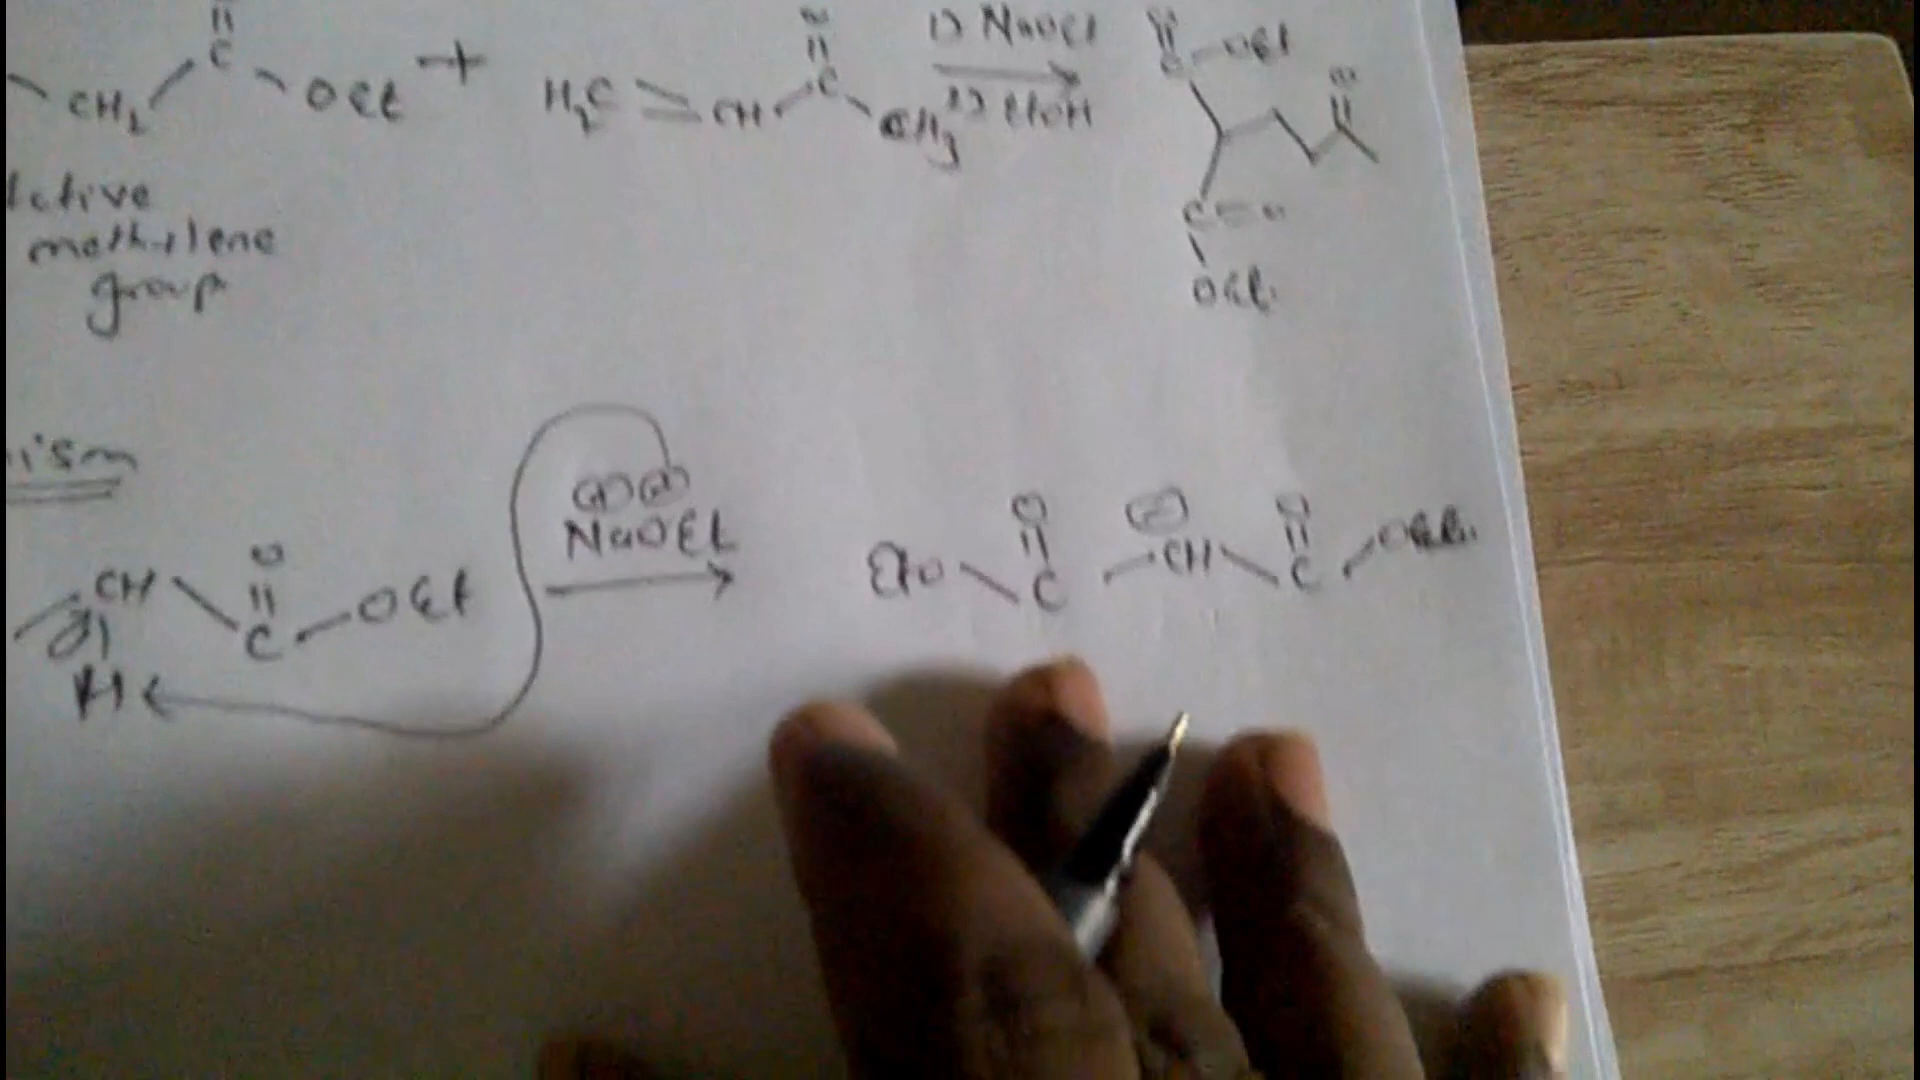 O
CH2 C OEt + H2C CH C CH3 1) NaOEt 2) EtOH C OEt O
C=O
OEt
Active
methylene
group
ism
CH C O OEt NaOEt EtO C O CH C O OEt
H